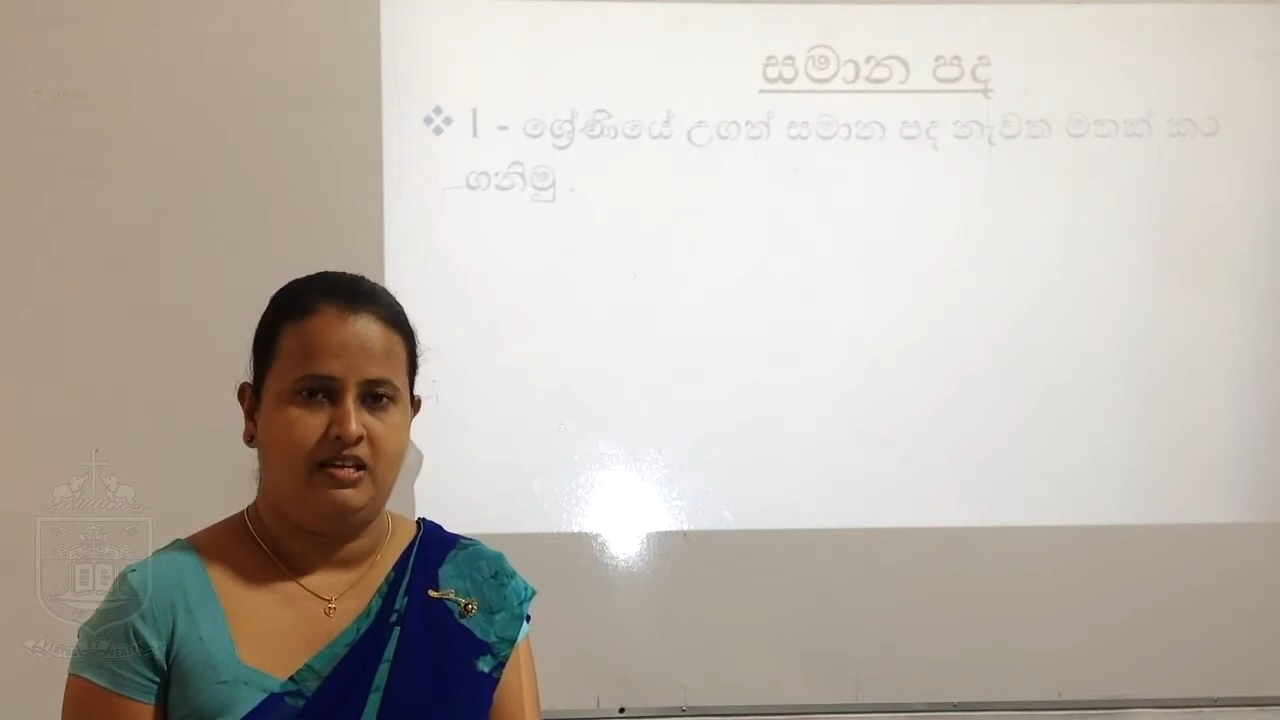 සමාන පද
❖ 1 - ශ්‍රේණියේ උගත් සමාන පද නැවත මතක් කර
ගනිමු .